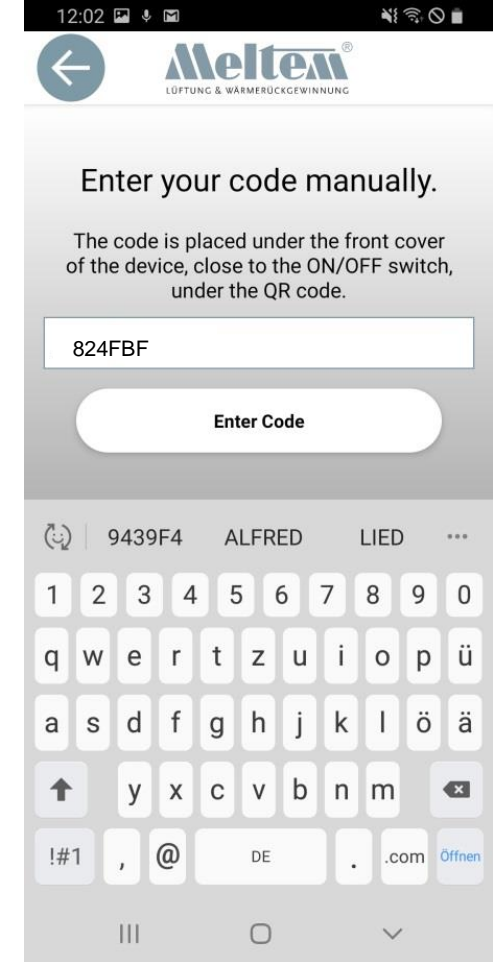 12:02
Meltem®
LÜFTUNG & WÄRMERÜCKGEWINNUNG
Enter your code manually.
The code is placed under the front cover
of the device, close to the ON/OFF switch,
under the QR code.
824FBF
Enter Code
9439F4 ALFRED LIED ...
1 2 3 4 5 6 7 8 9 0
q w e r t z u i o p ü
a s d f g h j k l ö ä
y x c v b n m
!#1 , @ DE . .com Öffnen